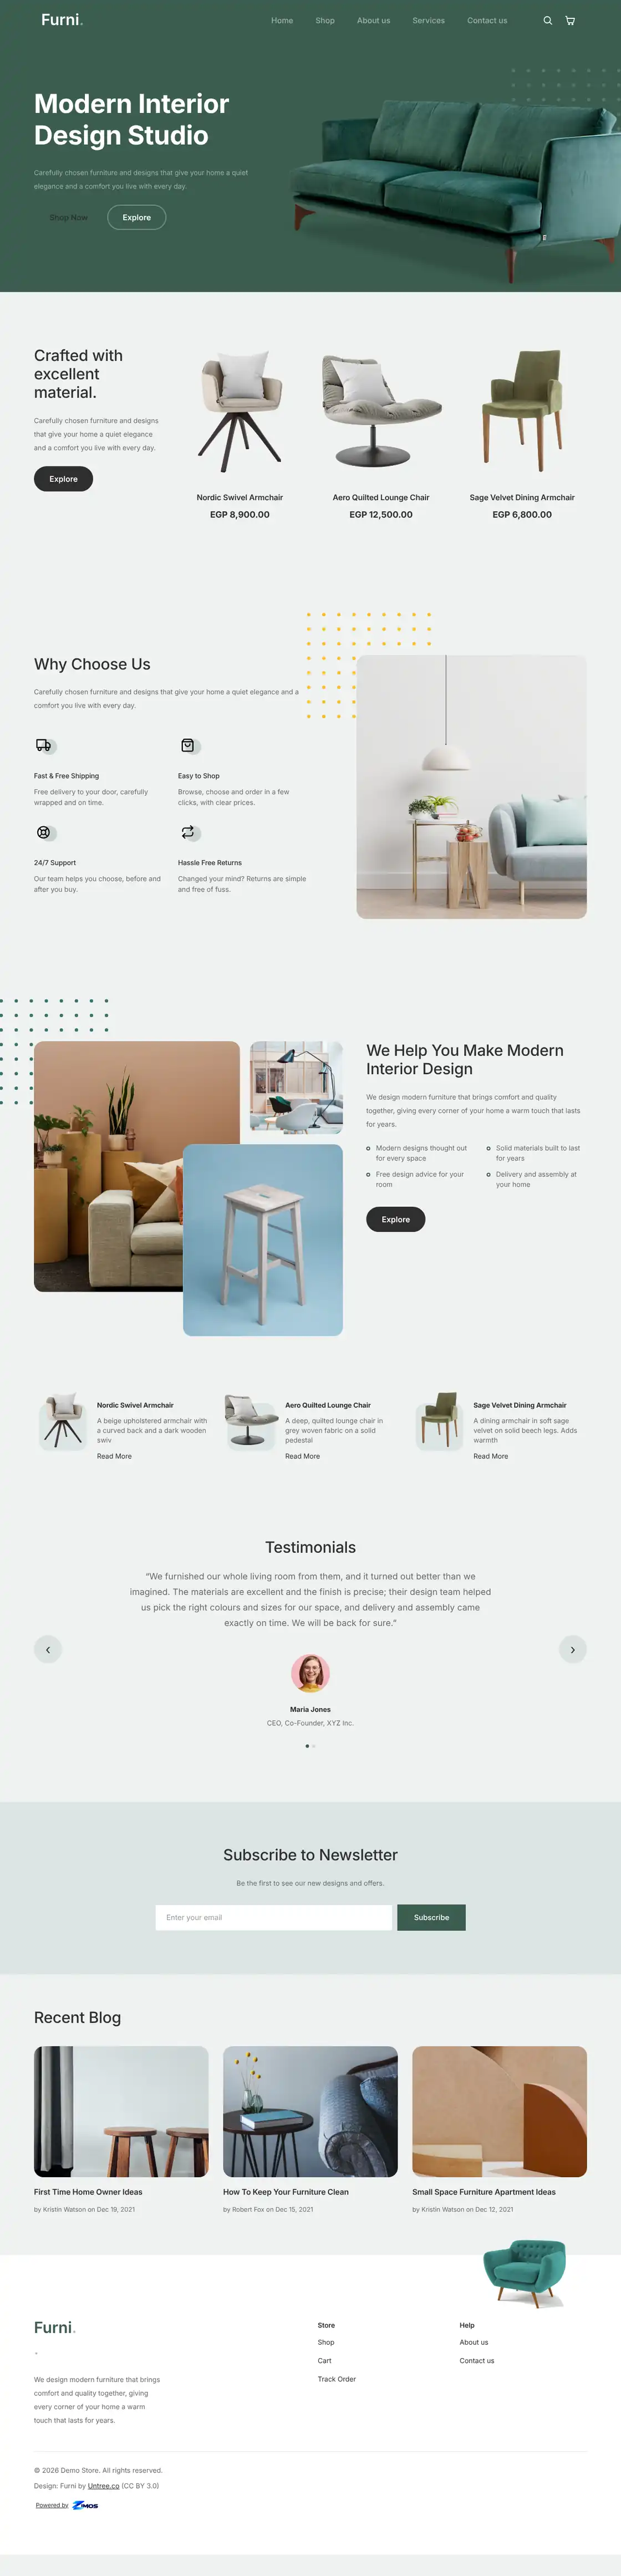 Furni.
Home Shop About us Services Contact us
Modern Interior
Design Studio
Carefully chosen furniture and designs that give your home a quiet
elegance and a comfort you live with every day.
Shop Now Explore
E
Crafted with
excellent
material.
Carefully chosen furniture and designs
that give your home a quiet elegance
and a comfort you live with every day.
Explore
Nordic Swivel Armchair
EGP 8,900.00
Aero Quilted Lounge Chair
EGP 12,500.00
Sage Velvet Dining Armchair
EGP 6,800.00
Why Choose Us
Carefully chosen furniture and designs that give your home a quiet elegance and a
comfort you live with every day.
Fast & Free Shipping
Free delivery to your door, carefully
wrapped and on time.
Easy to Shop
Browse, choose and order in a few
clicks, with clear prices.
24/7 Support
Our team helps you choose, before and
after you buy.
Hassle Free Returns
Changed your mind? Returns are simple
and free of fuss.
We Help You Make Modern
Interior Design
We design modern furniture that brings comfort and quality
together, giving every corner of your home a warm touch that lasts
for years.
Modern designs thought out
for every space
Solid materials built to last
for years
Free design advice for your
room
Delivery and assembly at
your home
Explore
Nordic Swivel Armchair
A beige upholstered armchair with
a curved back and a dark wooden
swiv
Read More
Aero Quilted Lounge Chair
A deep, quilted lounge chair in
grey woven fabric on a solid
pedestal
Read More
Sage Velvet Dining Armchair
A dining armchair in soft sage
velvet on solid beech legs. Adds
warmth
Read More
Testimonials
"We furnished our whole living room from them, and it turned out better than we
imagined. The materials are excellent and the finish is precise; their design team helped
us pick the right colours and sizes for our space, and delivery and assembly came
exactly on time. We will be back for sure."
‹ ›
Maria Jones
CEO, Co-Founder, XYZ Inc.
Subscribe to Newsletter
Be the first to see our new designs and offers.
Enter your email Subscribe
Recent Blog
First Time Home Owner Ideas
by Kristin Watson on Dec 19, 2021
How To Keep Your Furniture Clean
by Robert Fox on Dec 15, 2021
Small Space Furniture Apartment Ideas
by Kristin Watson on Dec 12, 2021
Furni.
We design modern furniture that brings
comfort and quality together, giving
every corner of your home a warm
touch that lasts for years.
Store
Shop
Cart
Track Order
Help
About us
Contact us
© 2026 Demo Store. All rights reserved.
Design: Furni by Untree.co (CC BY 3.0)
Powered by ZIMOS